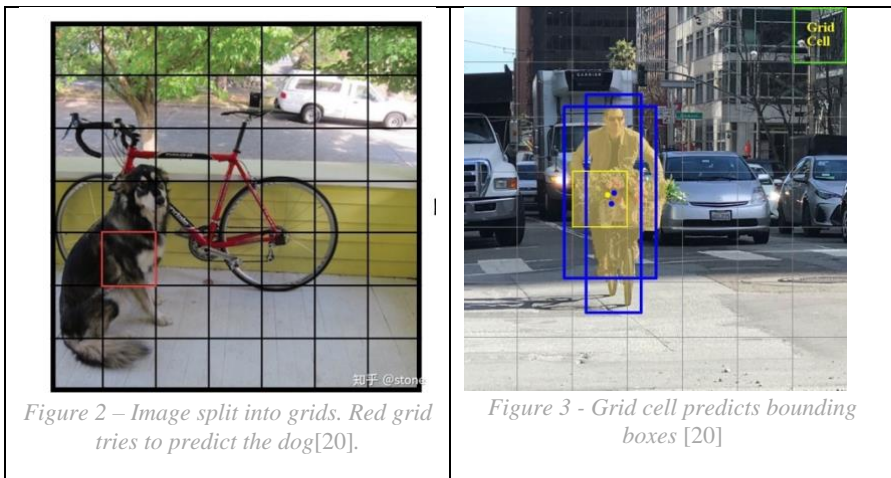 知乎 @stone
Figure 2 – Image split into grids. Red grid
tries to predict the dog[20].
Grid
Cell
Figure 3 - Grid cell predicts bounding
boxes [20]